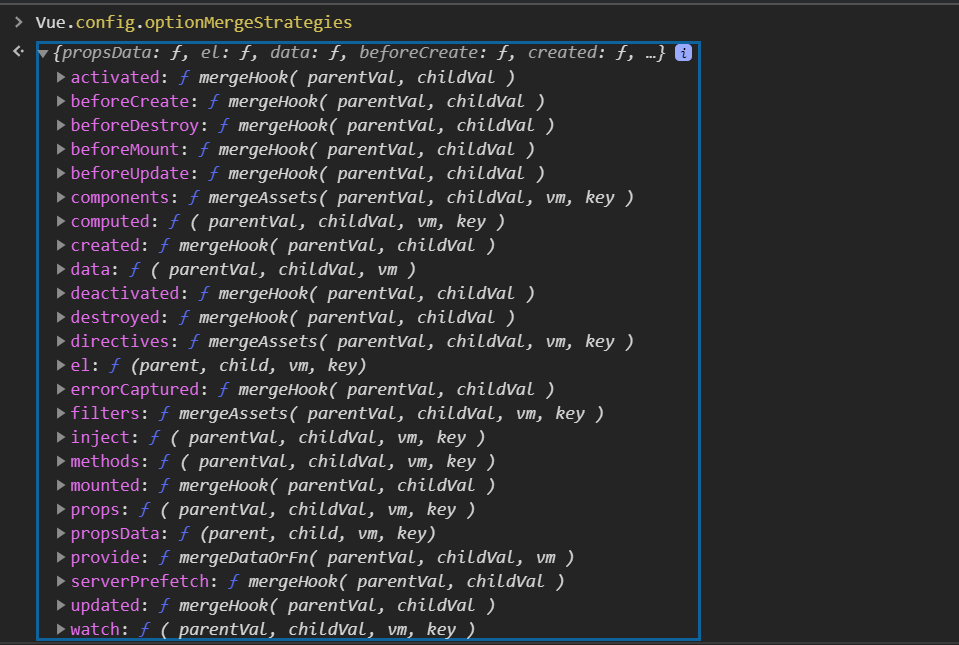 > Vue.config.optionMergeStrategies
{propsData: ƒ, el: ƒ, data: ƒ, beforeCreate: ƒ, created: ƒ, …} i
activated: ƒ mergeHook( parentVal, childVal )
beforeCreate: ƒ mergeHook( parentVal, childVal )
beforeDestroy: ƒ mergeHook( parentVal, childVal )
beforeMount: ƒ mergeHook( parentVal, childVal )
beforeUpdate: ƒ mergeHook( parentVal, childVal )
components: ƒ mergeAssets( parentVal, childVal, vm, key )
computed: ƒ ( parentVal, childVal, vm, key )
created: ƒ mergeHook( parentVal, childVal )
data: ƒ ( parentVal, childVal, vm )
deactivated: ƒ mergeHook( parentVal, childVal )
destroyed: ƒ mergeHook( parentVal, childVal )
directives: ƒ mergeAssets( parentVal, childVal, vm, key )
el: ƒ (parent, child, vm, key)
errorCaptured: ƒ mergeHook( parentVal, childVal )
filters: ƒ mergeAssets( parentVal, childVal, vm, key )
inject: ƒ ( parentVal, childVal, vm, key )
methods: ƒ ( parentVal, childVal, vm, key )
mounted: ƒ mergeHook( parentVal, childVal )
props: ƒ ( parentVal, childVal, vm, key )
propsData: ƒ (parent, child, vm, key)
provide: ƒ mergeDataOrFn( parentVal, childVal, vm )
serverPrefetch: ƒ mergeHook( parentVal, childVal )
updated: ƒ mergeHook( parentVal, childVal )
watch: ƒ ( parentVal, childVal, vm, key )